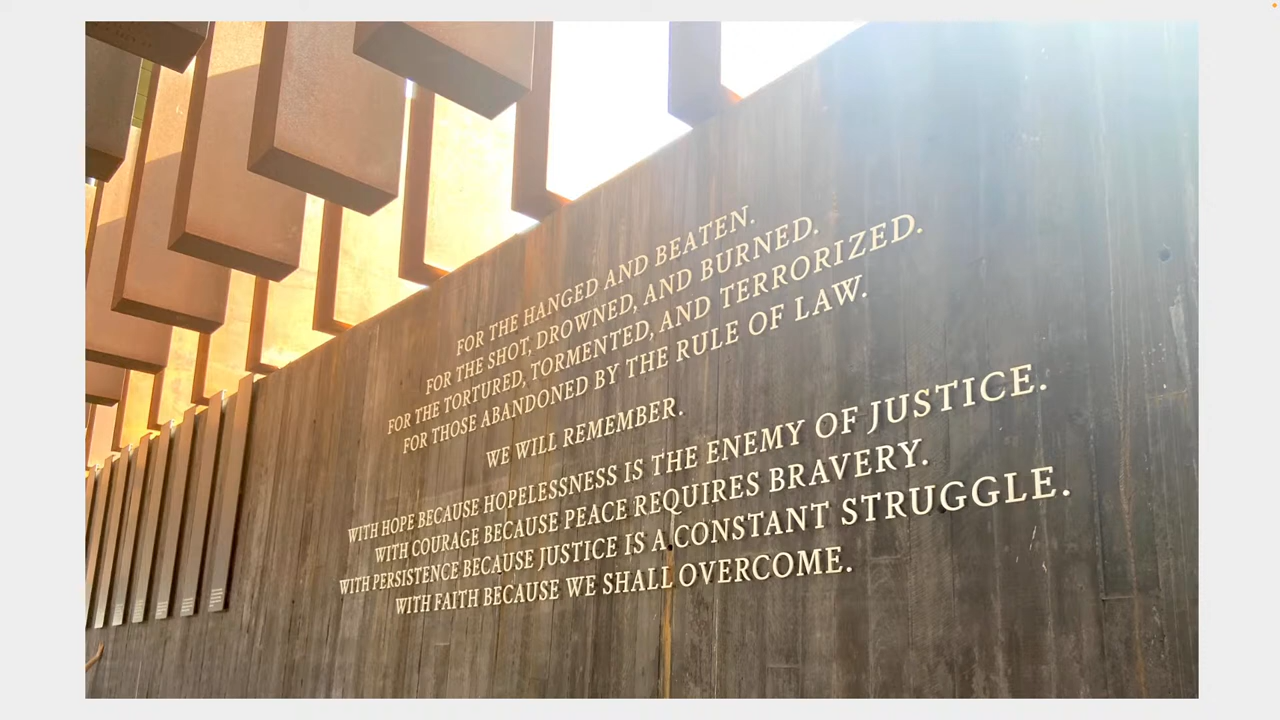 FOR THE HANGED AND BEATEN.
FOR THE SHOT, DROWNED, AND BURNED.
FOR THE TORTURED, TORMENTED, AND TERRORIZED.
FOR THOSE ABANDONED BY THE RULE OF LAW.
WE WILL REMEMBER.
WITH HOPE BECAUSE HOPELESSNESS IS THE ENEMY OF JUSTICE.
WITH COURAGE BECAUSE PEACE REQUIRES BRAVERY.
WITH PERSISTENCE BECAUSE JUSTICE IS A CONSTANT STRUGGLE.
WITH FAITH BECAUSE WE SHALL OVERCOME.